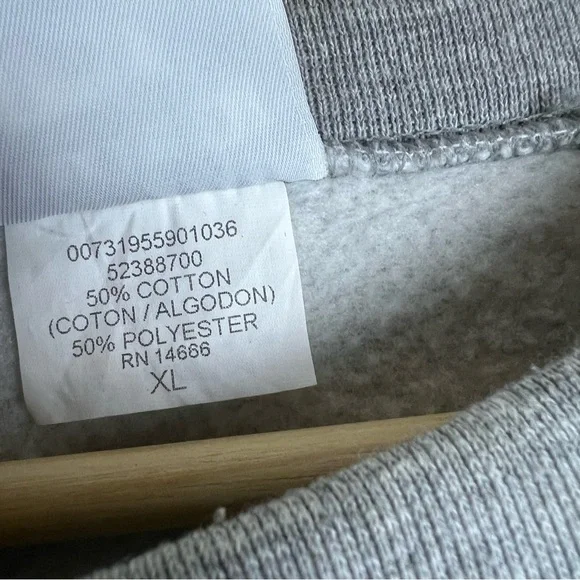 00731955901036
52388700
50% COTTON
(COTON / ALGODON)
50% POLYESTER
RN 14666
XL